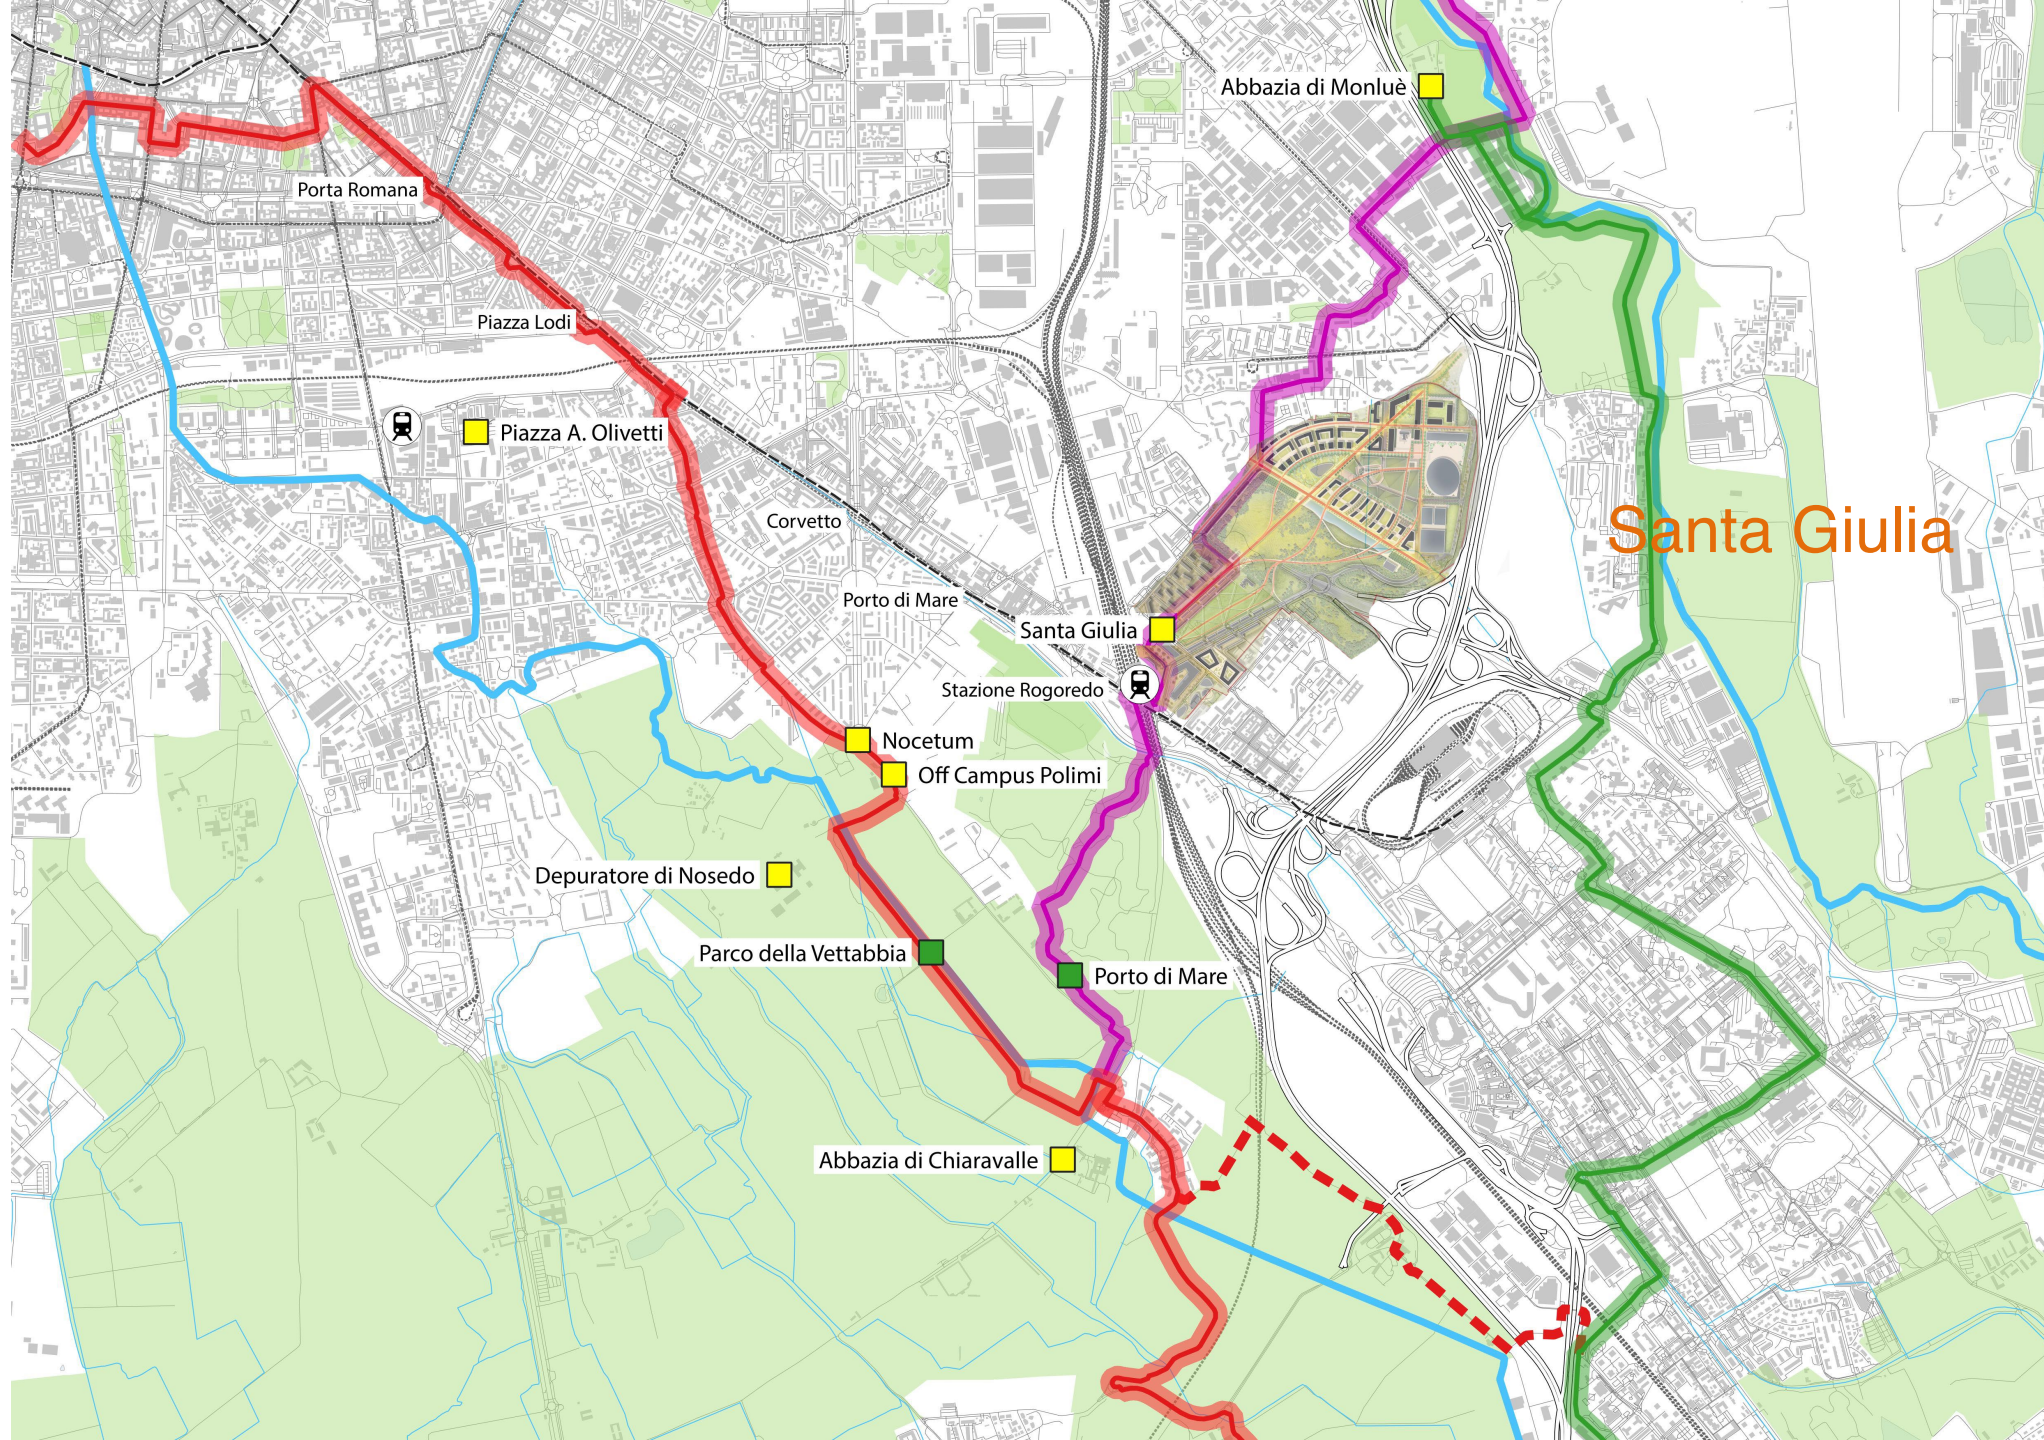 Abbazia di Monluè
Porta Romana
Piazza Lodi
Piazza A. Olivetti
Corvetto
Santa Giulia
Porto di Mare
Santa Giulia
Stazione Rogoredo
Nocetum
Off Campus Polimi
Depuratore di Nosedo
Parco della Vettabbia
Porto di Mare
Abbazia di Chiaravalle